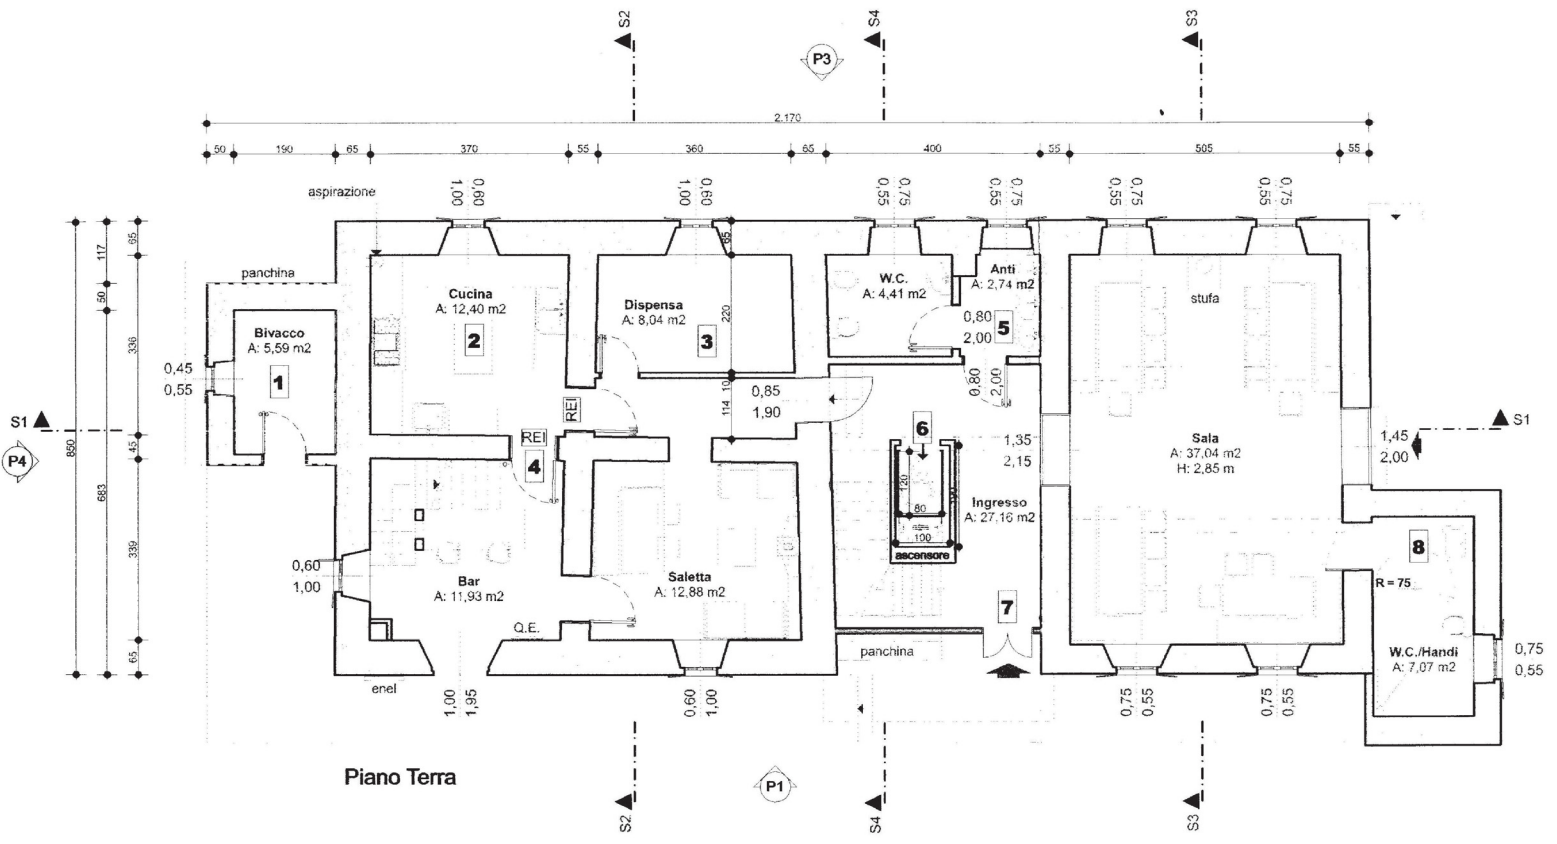 S2
S4
S3
P3
2.170
50
190
65
370
55
360
65
400
55
505
55
aspirazione
1,00
0,60
1,00
0,60
0,55
0,75
0,55
0,75
0,55
0,75
0,55
0,75
850
117
50
683
65
336
45
339
65
panchina
Bivacco
A: 5,59 m2
1
0,45
0,55
S1
P4
Cucina
A: 12,40 m2
2
REI
REI
4
Dispensa
A: 8,04 m2
3
65
220
10
114
0,85
1,90
W.C.
A: 4,41 m2
Anti
A: 2,74 m2
0,80
2,00
5
0,80
2,00
stufa
Sala
A: 37,04 m2
H: 2,85 m
1,45
2,00
S1
6
1,35
2,15
120
80
100
ascensore
Ingresso
A: 27,16 m2
7
panchina
0,60
1,00
Bar
A: 11,93 m2
Q.E.
enel
Saletta
A: 12,88 m2
8
R = 75
W.C./Handi
A: 7,07 m2
0,75
0,55
1,00
1,95
0,60
1,00
0,75
0,55
0,75
0,55
Piano Terra
P1
S2
S4
S3